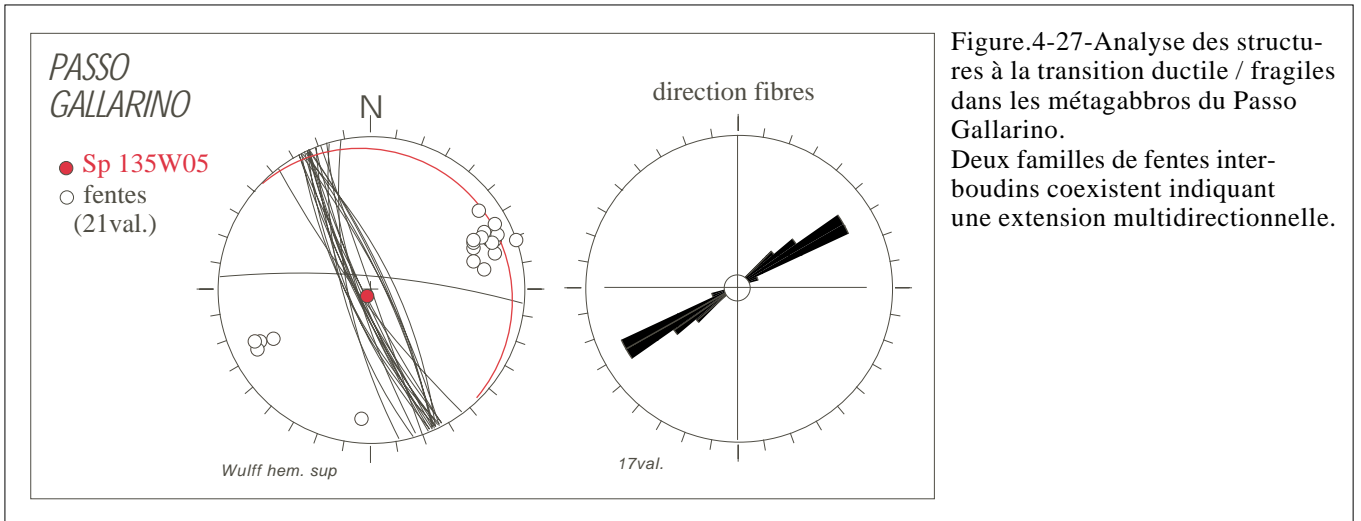 PASSO
GALLARINO
N
Sp 135W05
fentes
(21val.)
Wulff hem. sup
direction fibres
17val.
Figure.4-27-Analyse des structu-
res à la transition ductile / fragiles
dans les métagabbros du Passo
Gallarino.
Deux familles de fentes inter-
boudins coexistent indiquant
une extension multidirectionnelle.